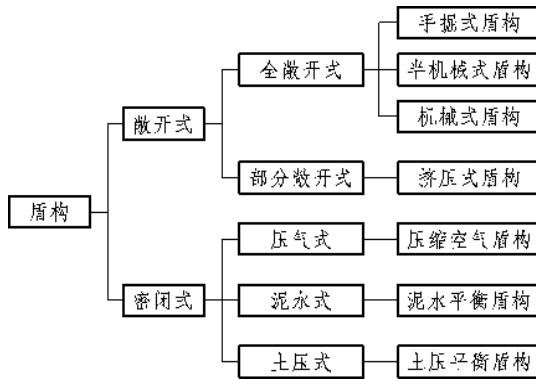 手掘式盾构
全敞开式
半机械式盾构
机械式盾构
敞开式
部分敞开式
挤压式盾构
盾构
压气式
压缩空气盾构
密闭式
泥水式
泥水平衡盾构
土压式
土压平衡盾构